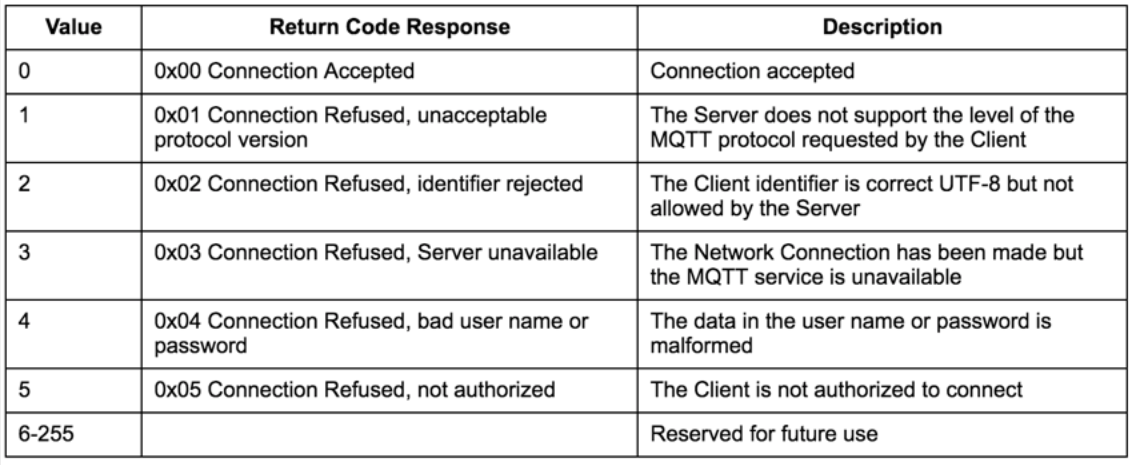 Value Return Code Response Description
0 0x00 Connection Accepted Connection accepted
1 0x01 Connection Refused, unacceptable The Server does not support the level of the
protocol version MQTT protocol requested by the Client
2 0x02 Connection Refused, identifier rejected The Client identifier is correct UTF-8 but not
allowed by the Server
3 0x03 Connection Refused, Server unavailable The Network Connection has been made but
the MQTT service is unavailable
4 0x04 Connection Refused, bad user name or The data in the user name or password is
password malformed
5 0x05 Connection Refused, not authorized The Client is not authorized to connect
6-255 Reserved for future use